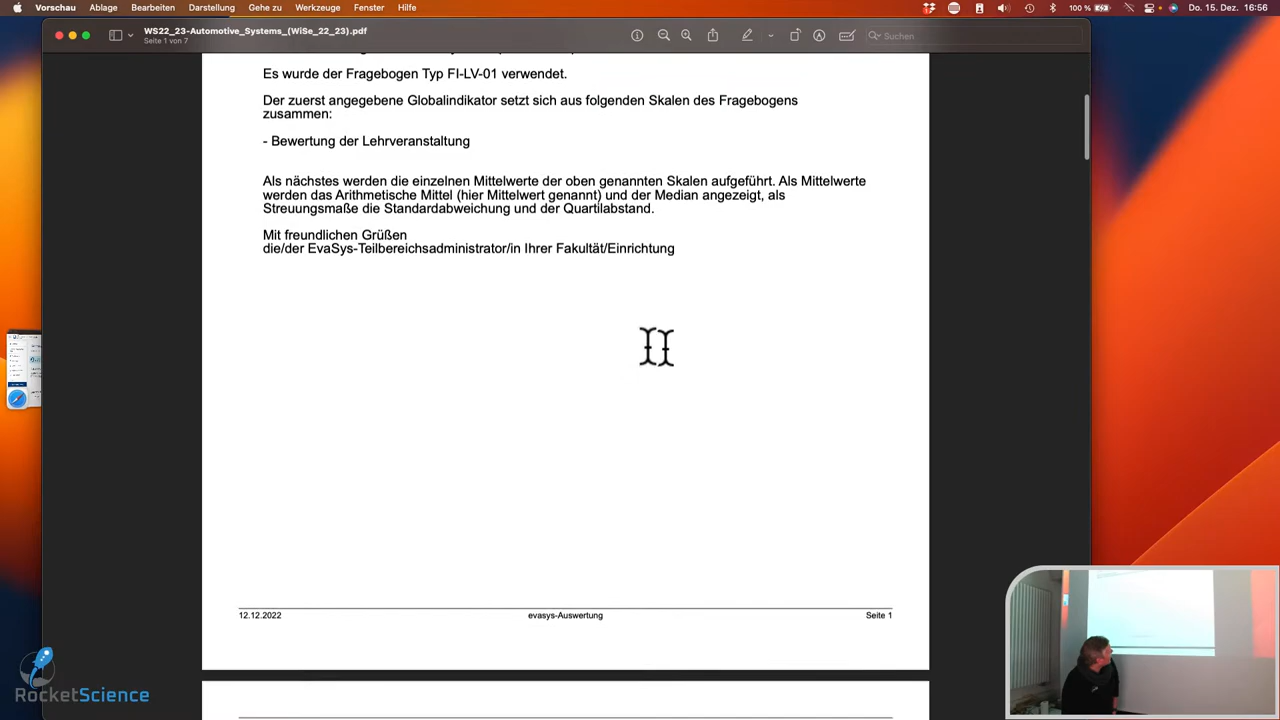 Vorschau Ablage Bearbeiten Darstellung Gehe zu Werkzeuge Fenster Hilfe 100 % Do. 15. Dez. 16:56
WS22_23-Automotive_Systems_(WiSe_22_23).pdf
Seite 1 von 7
Suchen
Es wurde der Fragebogen Typ FI-LV-01 verwendet.
Der zuerst angegebene Globalindikator setzt sich aus folgenden Skalen des Fragebogens
zusammen:
- Bewertung der Lehrveranstaltung
Als nächstes werden die einzelnen Mittelwerte der oben genannten Skalen aufgeführt. Als Mittelwerte
werden das Arithmetische Mittel (hier Mittelwert genannt) und der Median angezeigt, als
Streuungsmaße die Standardabweichung und der Quartilabstand.
Mit freundlichen Grüßen
die/der EvaSys-Teilbereichsadministrator/in Ihrer Fakultät/Einrichtung
12.12.2022 evasys-Auswertung Seite 1
RocketScience